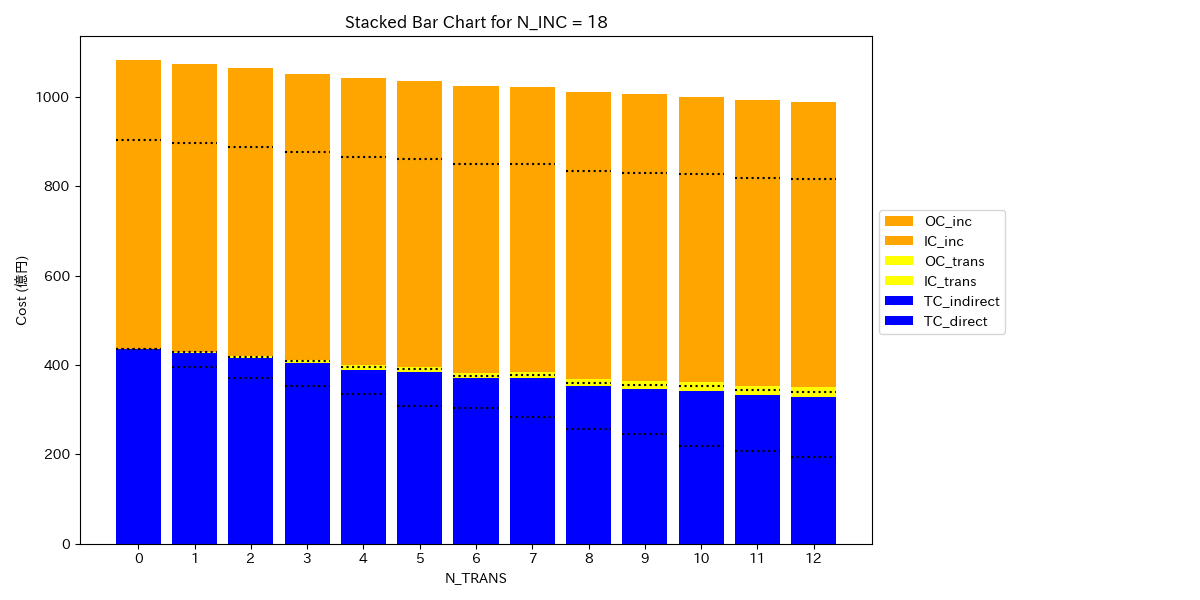 Stacked Bar Chart for N_INC = 18
Cost (億円)
1000
800
600
400
200
0
0 1 2 3 4 5 6 7 8 9 10 11 12
N_TRANS
OC_inc
IC_inc
OC_trans
IC_trans
TC_indirect
TC_direct